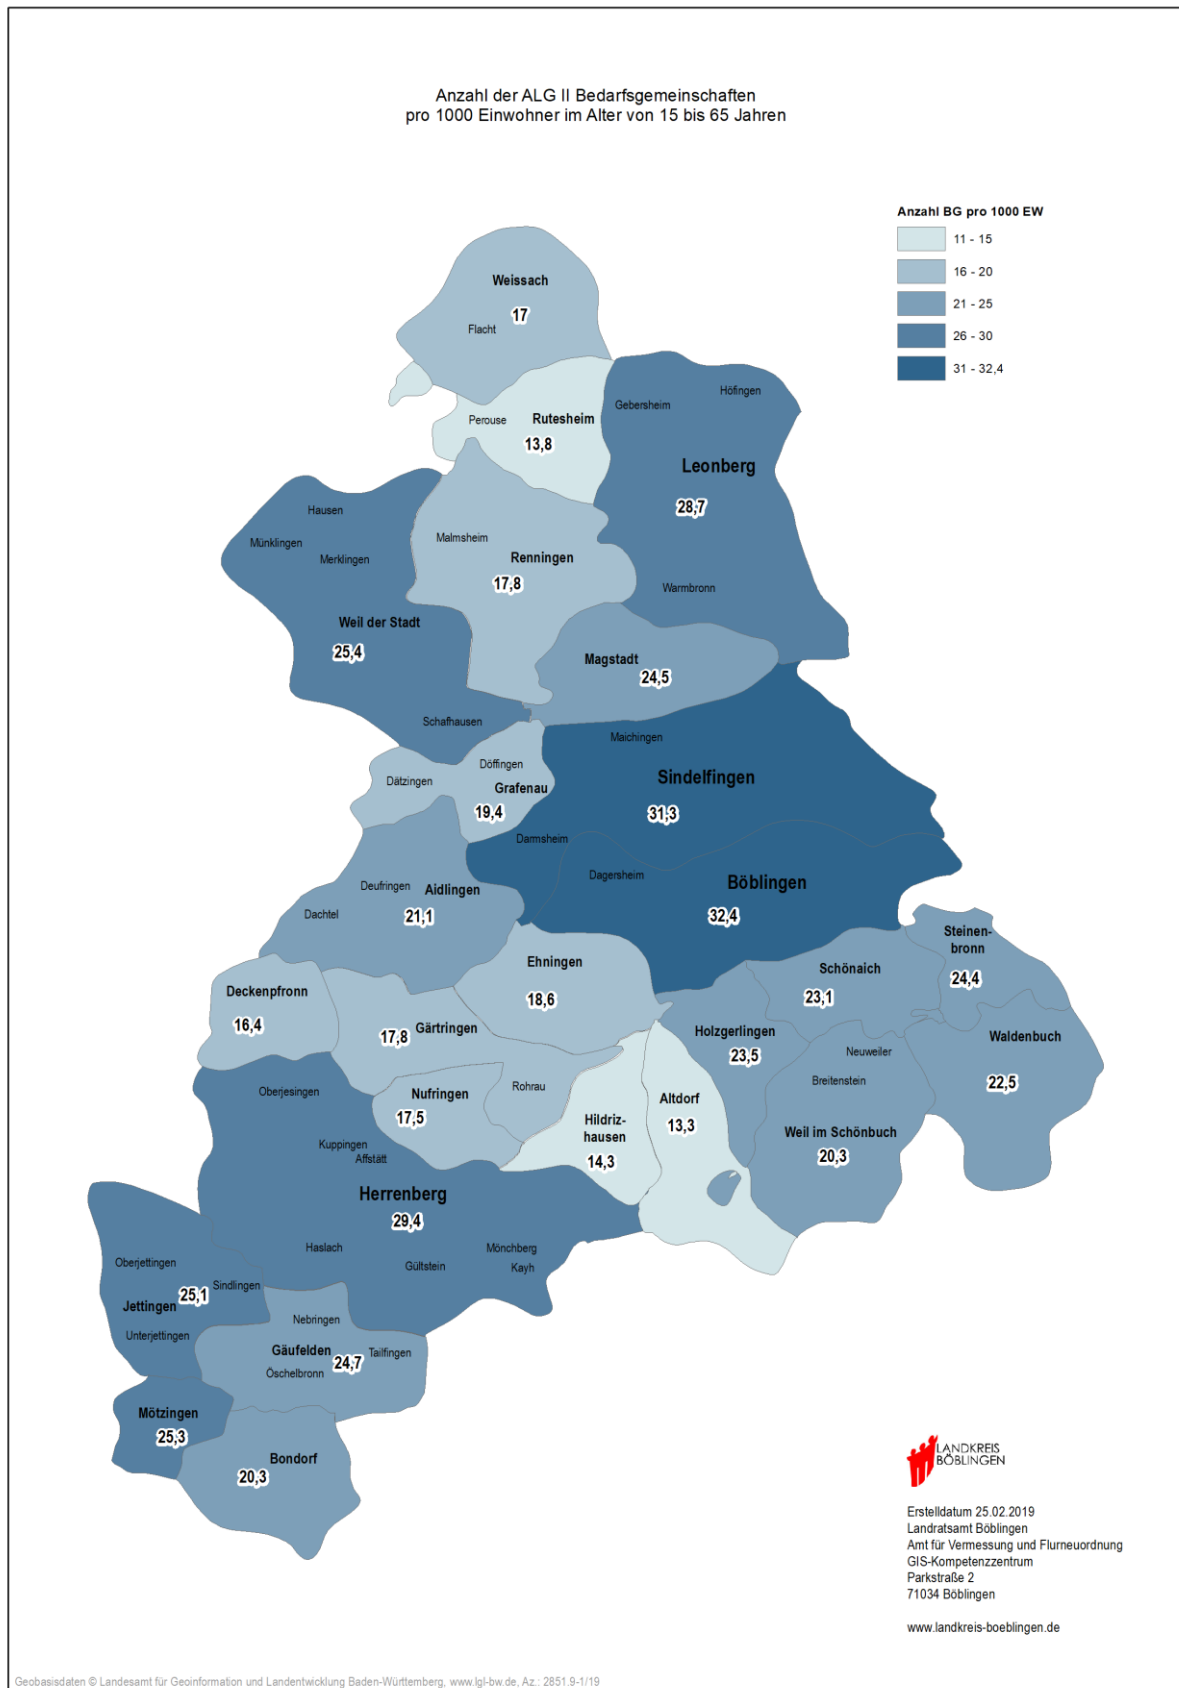 Anzahl der ALG II Bedarfsgemeinschaften
pro 1000 Einwohner im Alter von 15 bis 65 Jahren
Anzahl BG pro 1000 EW
11 - 15
16 - 20
21 - 25
26 - 30
31 - 32,4
Weissach
17
Flacht
Höfingen
Gebersheim
Perouse
Rutesheim
13,8
Leonberg
28,7
Hausen
Münklingen
Merklingen
Malmsheim
Renningen
17,8
Warmbronn
Weil der Stadt
25,4
Magstadt
24,5
Schafhausen
Maichingen
Döffingen
Dätzingen
Grafenau
19,4
Sindelfingen
31,3
Darmsheim
Dagersheim
Böblingen
32,4
Deufringen
Aidlingen
21,1
Dachtel
Steinen-
bronn
24,4
Ehningen
18,6
Schönaich
23,1
Deckenpfronn
16,4
Gärtringen
17,8
Holzgerlingen
23,5
Waldenbuch
22,5
Neuweiler
Breitenstein
Rohrau
Oberjesingen
Nufringen
17,5
Altdorf
13,3
Hildriz-
hausen
14,3
Weil im Schönbuch
20,3
Kuppingen
Affstätt
Herrenberg
29,4
Haslach
Mönchberg
Gültstein
Kayh
Oberjettingen
Sindlingen
Jettingen
25,1
Unterjettingen
Nebringen
Gäufelden
24,7
Tailfingen
Öschelbronn
Mötzingen
25,3
Bondorf
20,3
LANDKREIS
BÖBLINGEN
Erstelldatum 25.02.2019
Landratsamt Böblingen
Amt für Vermessung und Flurneuordnung
GIS-Kompetenzzentrum
Parkstraße 2
71034 Böblingen
www.landkreis-boeblingen.de
Geobasisdaten © Landesamt für Geoinformation und Landentwicklung Baden-Württemberg, www.lgl-bw.de, Az.: 2851.9-1/19